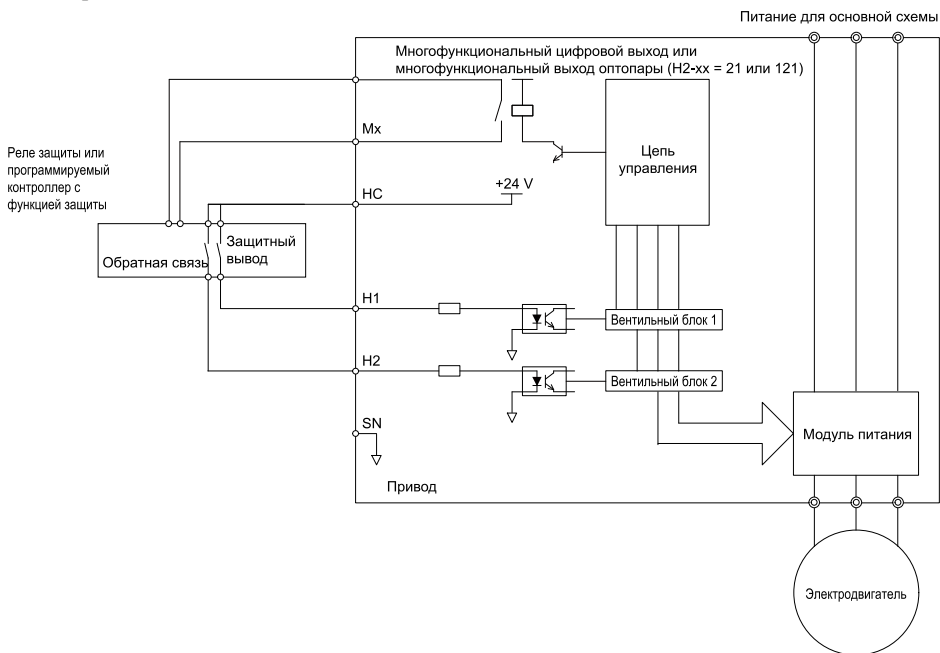 Питание для основной схемы
Многофункциональный цифровой выход или
многофункциональный выход оптопары (H2-xx = 21 или 121)
Mx
Цепь
управления
Реле защиты или
программируемый
контроллер с
функцией защиты
+24 V
HC
Защитный
вывод
Обратная связь
H1
Вентильный блок 1
H2
Вентильный блок 2
SN
Модуль питания
Привод
Электродвигатель